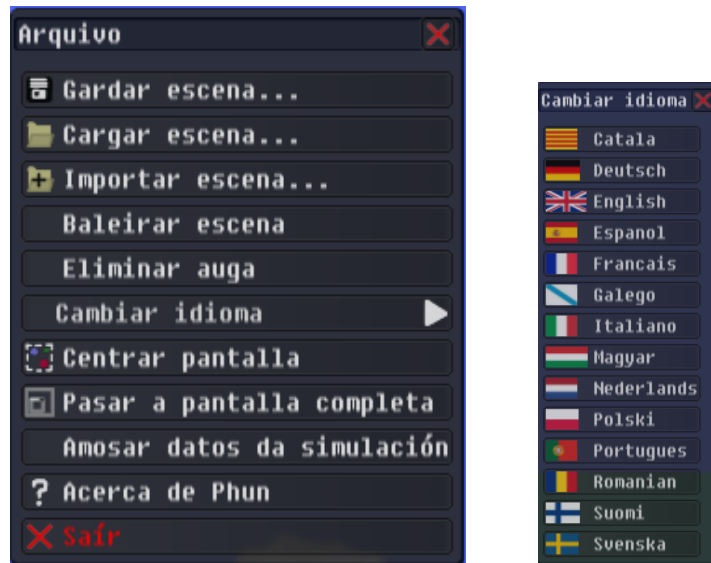 Arquivo
Gardar escena...
Cargar escena...
Importar escena...
Baleirar escena
Eliminar auga
Cambiar idioma
Centrar pantalla
Pasar a pantalla completa
Amosar datos da simulación
Acerca de Phun
Saír
Cambiar idioma
Catala
Deutsch
English
Espanol
Francais
Galego
Italiano
Magyar
Nederlands
Polski
Portugues
Romanian
Suomi
Svenska